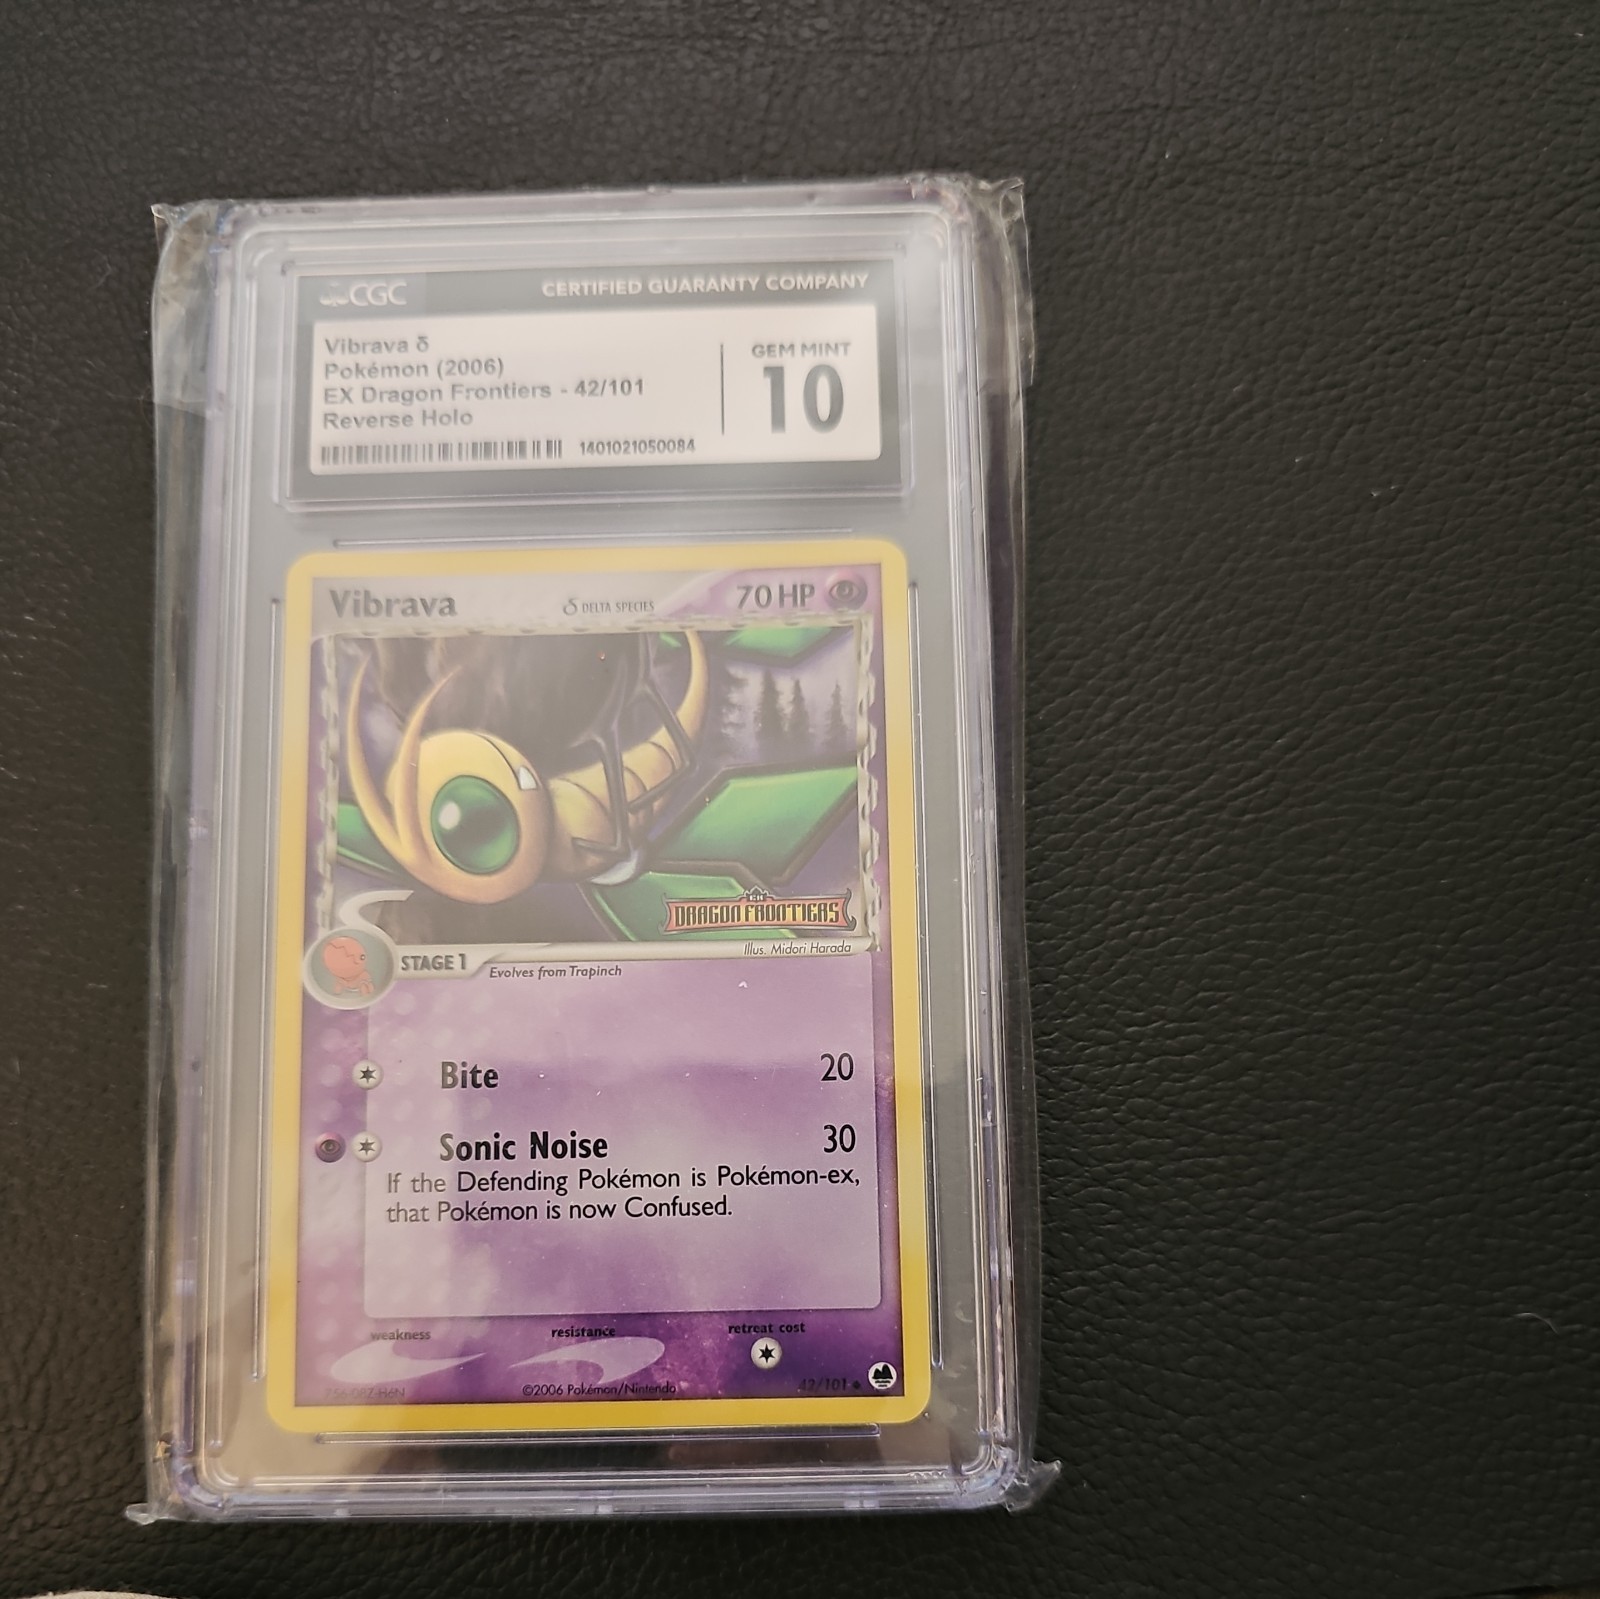 CGC CERTIFIED GUARANTY COMPANY
Vibrava δ
Pokémon (2006)
EX Dragon Frontiers - 42/101
Reverse Holo
1401021050084
GEM MINT
10
Vibrava δ DELTA SPECIES 70 HP
EX
DRAGON FRONTIERS
Illus. Midori Harada
STAGE 1 Evolves from Trapinch
Bite 20
Sonic Noise 30
If the Defending Pokémon is Pokémon-ex,
that Pokémon is now Confused.
weakness resistance retreat cost
©2006 Pokémon/Nintendo 42/101